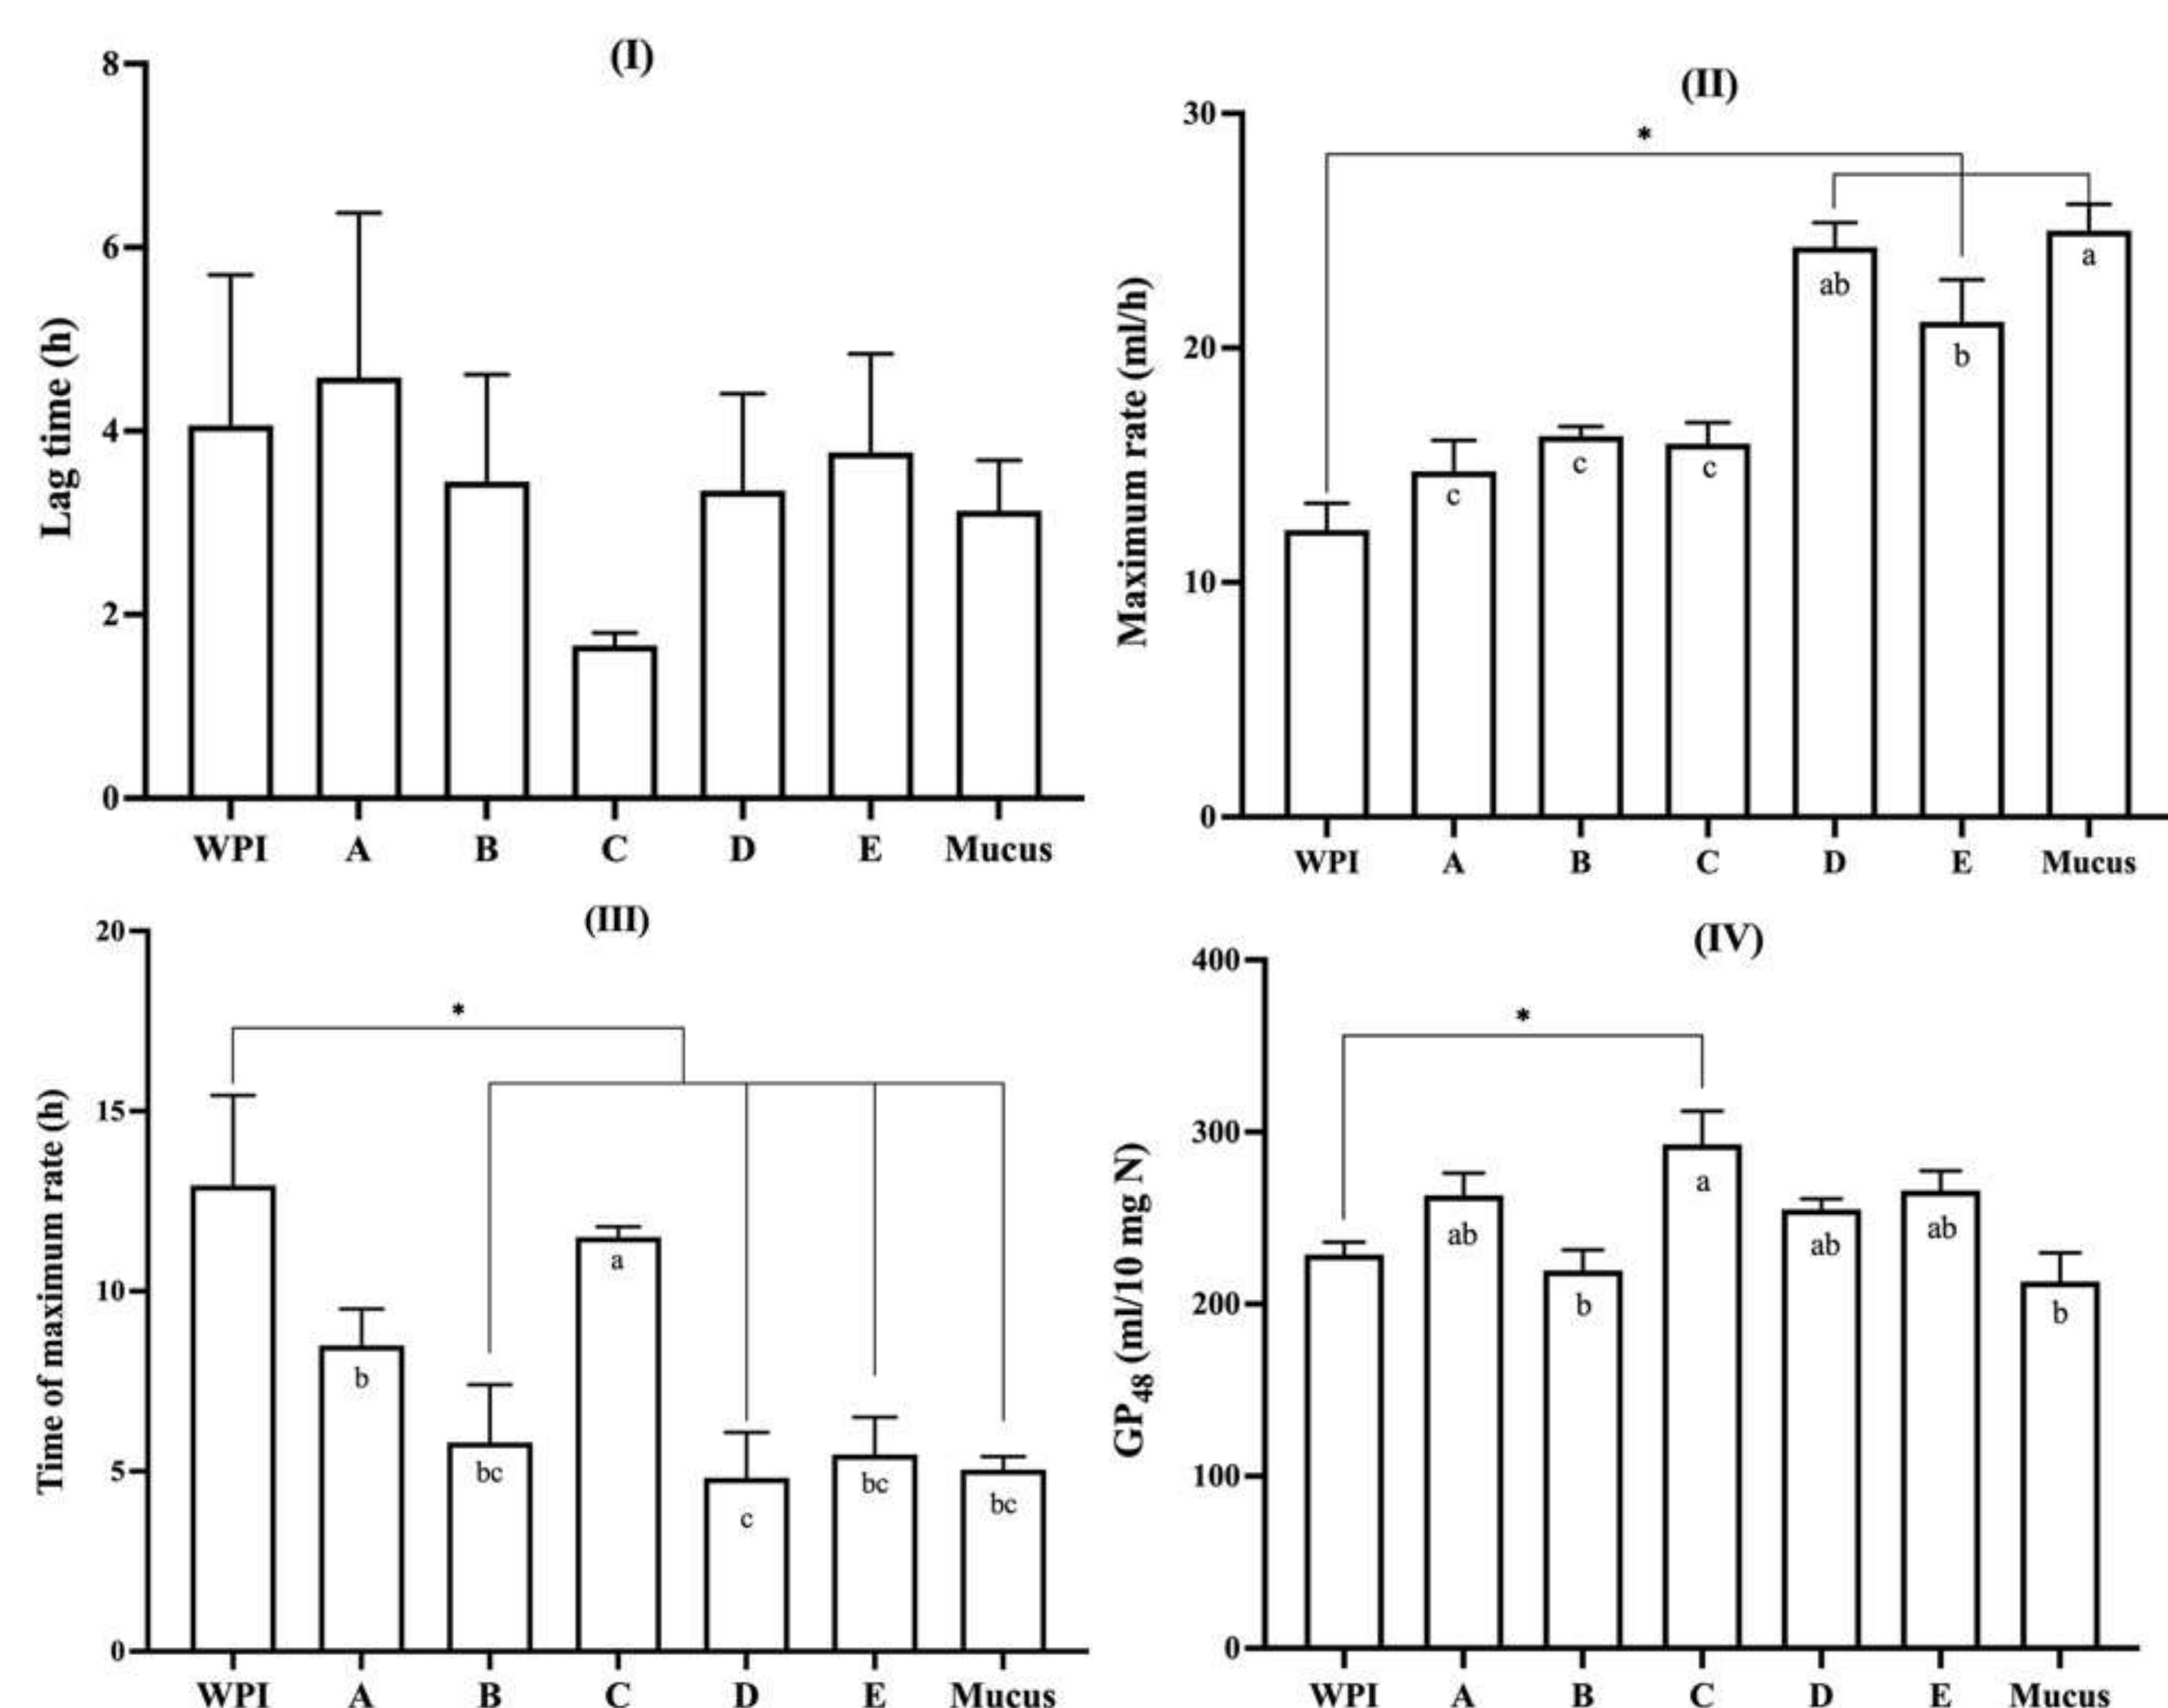 (I)
8
6
4
2
0
Lag time (h)
WPI A B C D E Mucus
(II)
30
20
10
0
Maximum rate (ml/h)
*
c c c ab b a
WPI A B C D E Mucus
(III)
20
15
10
5
0
Time of maximum rate (h)
*
b bc a c bc bc
WPI A B C D E Mucus
(IV)
400
300
200
100
0
GP48 (ml/10 mg N)
*
ab b a ab ab b
WPI A B C D E Mucus